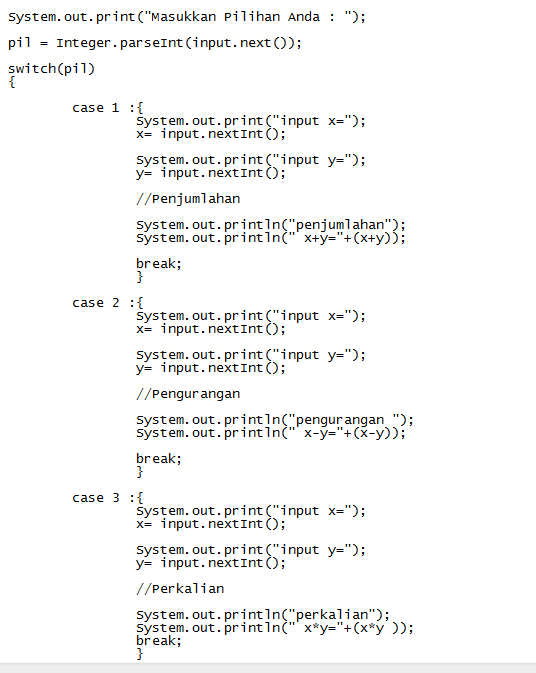 System.out.print("Masukkan Pilihan Anda : ");
pil = Integer.parseInt(input.next());
switch(pil)
{
case 1 :{
System.out.print("input x=");
x= input.nextInt();
System.out.print("input y=");
y= input.nextInt();
//Penjumlahan
System.out.println("penjumlahan");
System.out.println(" x+y="+(x+y));
break;
}
case 2 :{
System.out.print("input x=");
x= input.nextInt();
System.out.print("input y=");
y= input.nextInt();
//Pengurangan
System.out.println("pengurangan ");
System.out.println(" x-y="+(x-y));
break;
}
case 3 :{
System.out.print("input x=");
x= input.nextInt();
System.out.print("input y=");
y= input.nextInt();
//Perkalian
System.out.println("perkalian");
System.out.println(" x*y="+(x*y ));
break;
}